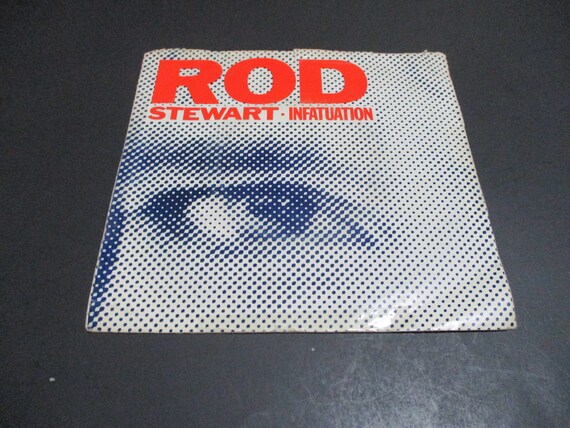 ROD
STEWART · INFATUATION